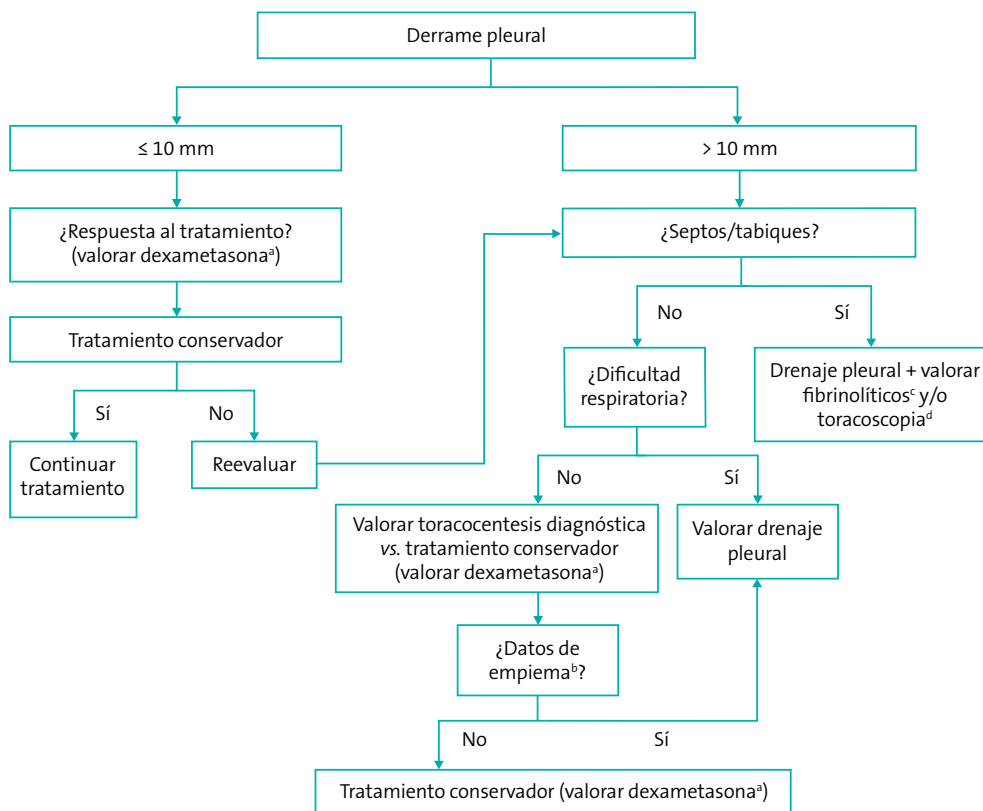 Derrame pleural
≤ 10 mm
> 10 mm
¿Respuesta al tratamiento?
(valorar dexametasonaᵃ)
¿Septos/tabiques?
Tratamiento conservador
No
Sí
¿Dificultad
respiratoria?
Drenaje pleural + valorar
fibrinolíticosᶜ y/o
toracoscopiaᵈ
Sí
No
Continuar
tratamiento
Reevaluar
No
Sí
Valorar toracocentesis diagnóstica
vs. tratamiento conservador
(valorar dexametasonaᵃ)
Valorar drenaje
pleural
¿Datos de
empiemaᵇ?
No
Sí
Tratamiento conservador (valorar dexametasonaᵃ)